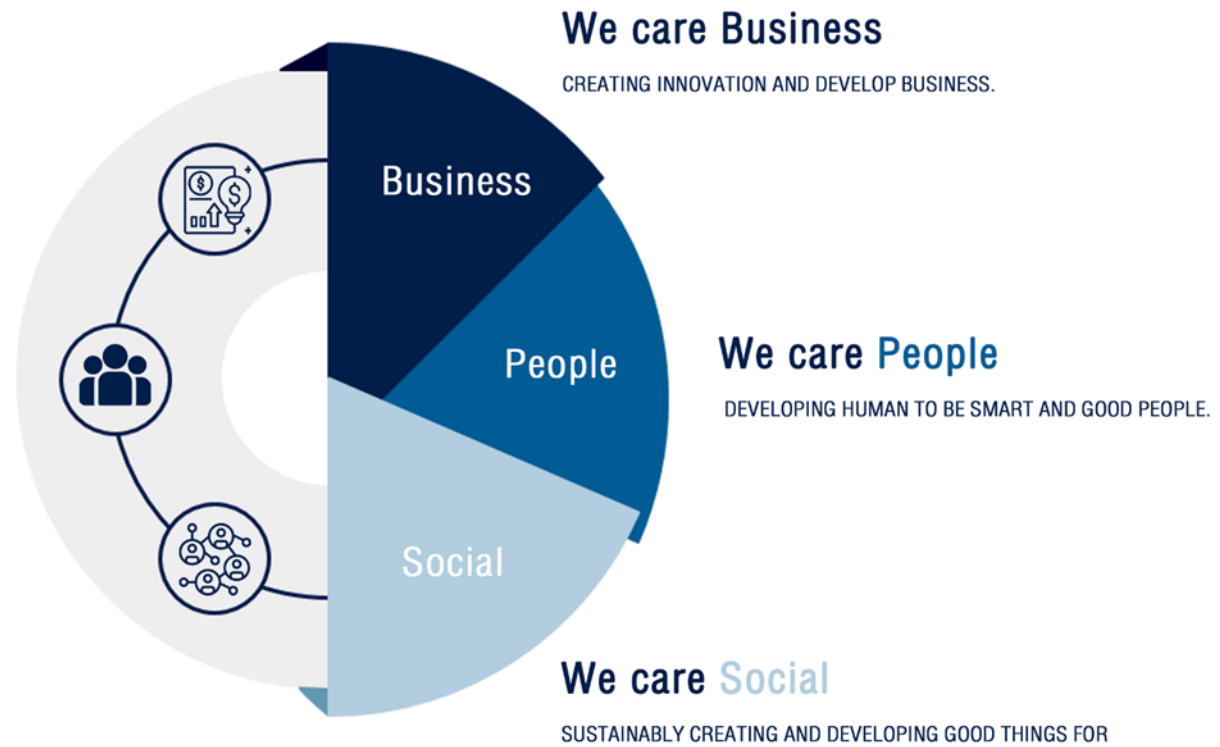 We care Business
CREATING INNOVATION AND DEVELOP BUSINESS.
Business
People
We care People
DEVELOPING HUMAN TO BE SMART AND GOOD PEOPLE.
Social
We care Social
SUSTAINABLY CREATING AND DEVELOPING GOOD THINGS FOR